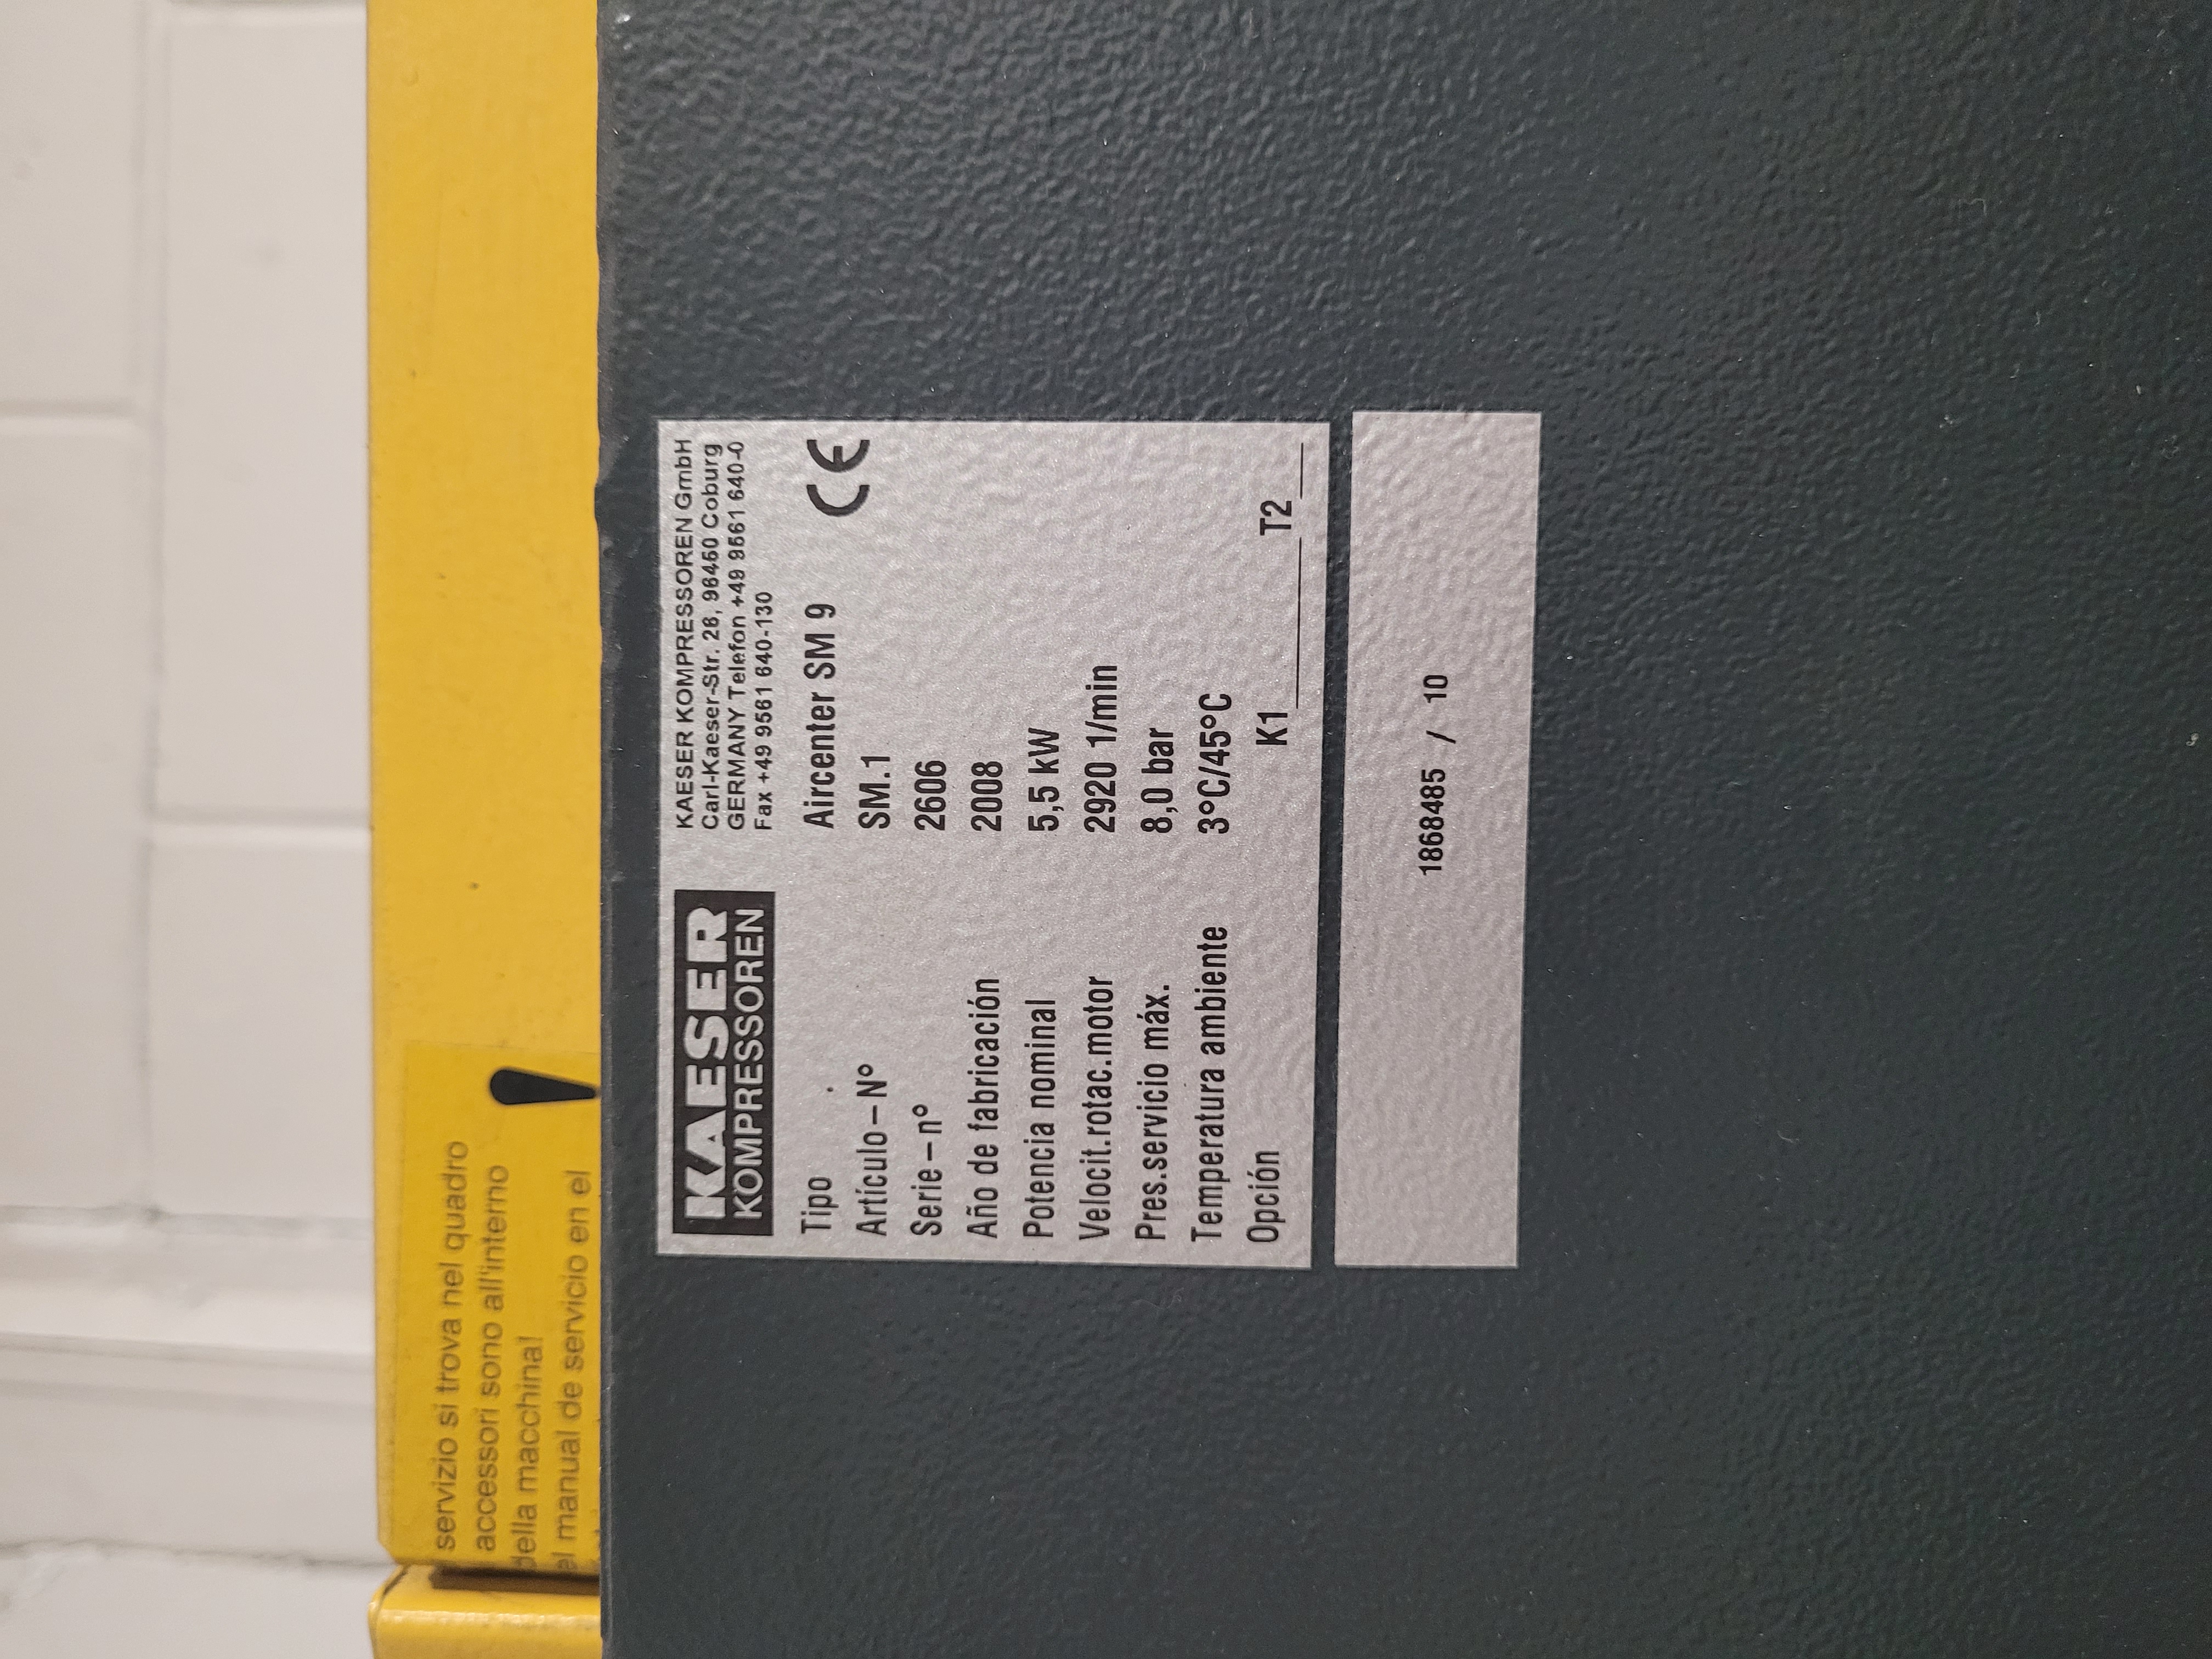 servizio si trova nel quadro
accessori sono all'interno
della macchina!
el manual de servicio en el
KAESER
KOMPRESSOREN
KAESER KOMPRESSOREN GmbH
Carl-Kaeser-Str. 26, 96450 Coburg
GERMANY Telefon +49 9561 640-0
Fax +49 9561 640-130
Tipo Aircenter SM 9
CE
Artículo-Nº SM.1
Serie-nº 2606
Año de fabricación 2008
Potencia nominal 5,5 kW
Velocit.rotac.motor 2920 1/min
Pres.servicio máx. 8,0 bar
Temperatura ambiente 3°C/45°C
Opción K1 T2
1868485 / 10